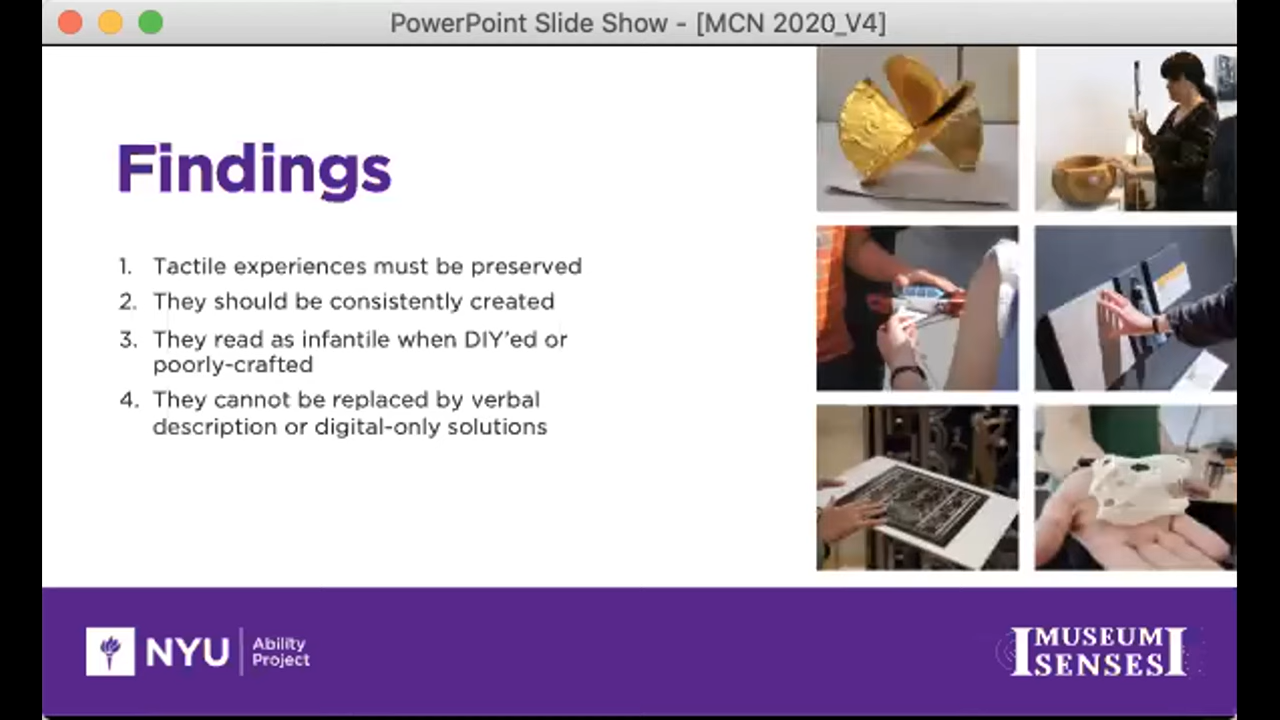 PowerPoint Slide Show - [MCN 2020_V4]
Findings
1. Tactile experiences must be preserved
2. They should be consistently created
3. They read as infantile when DIY'ed or
poorly-crafted
4. They cannot be replaced by verbal
description or digital-only solutions
NYU
Ability
Project
MUSEUM
SENSES